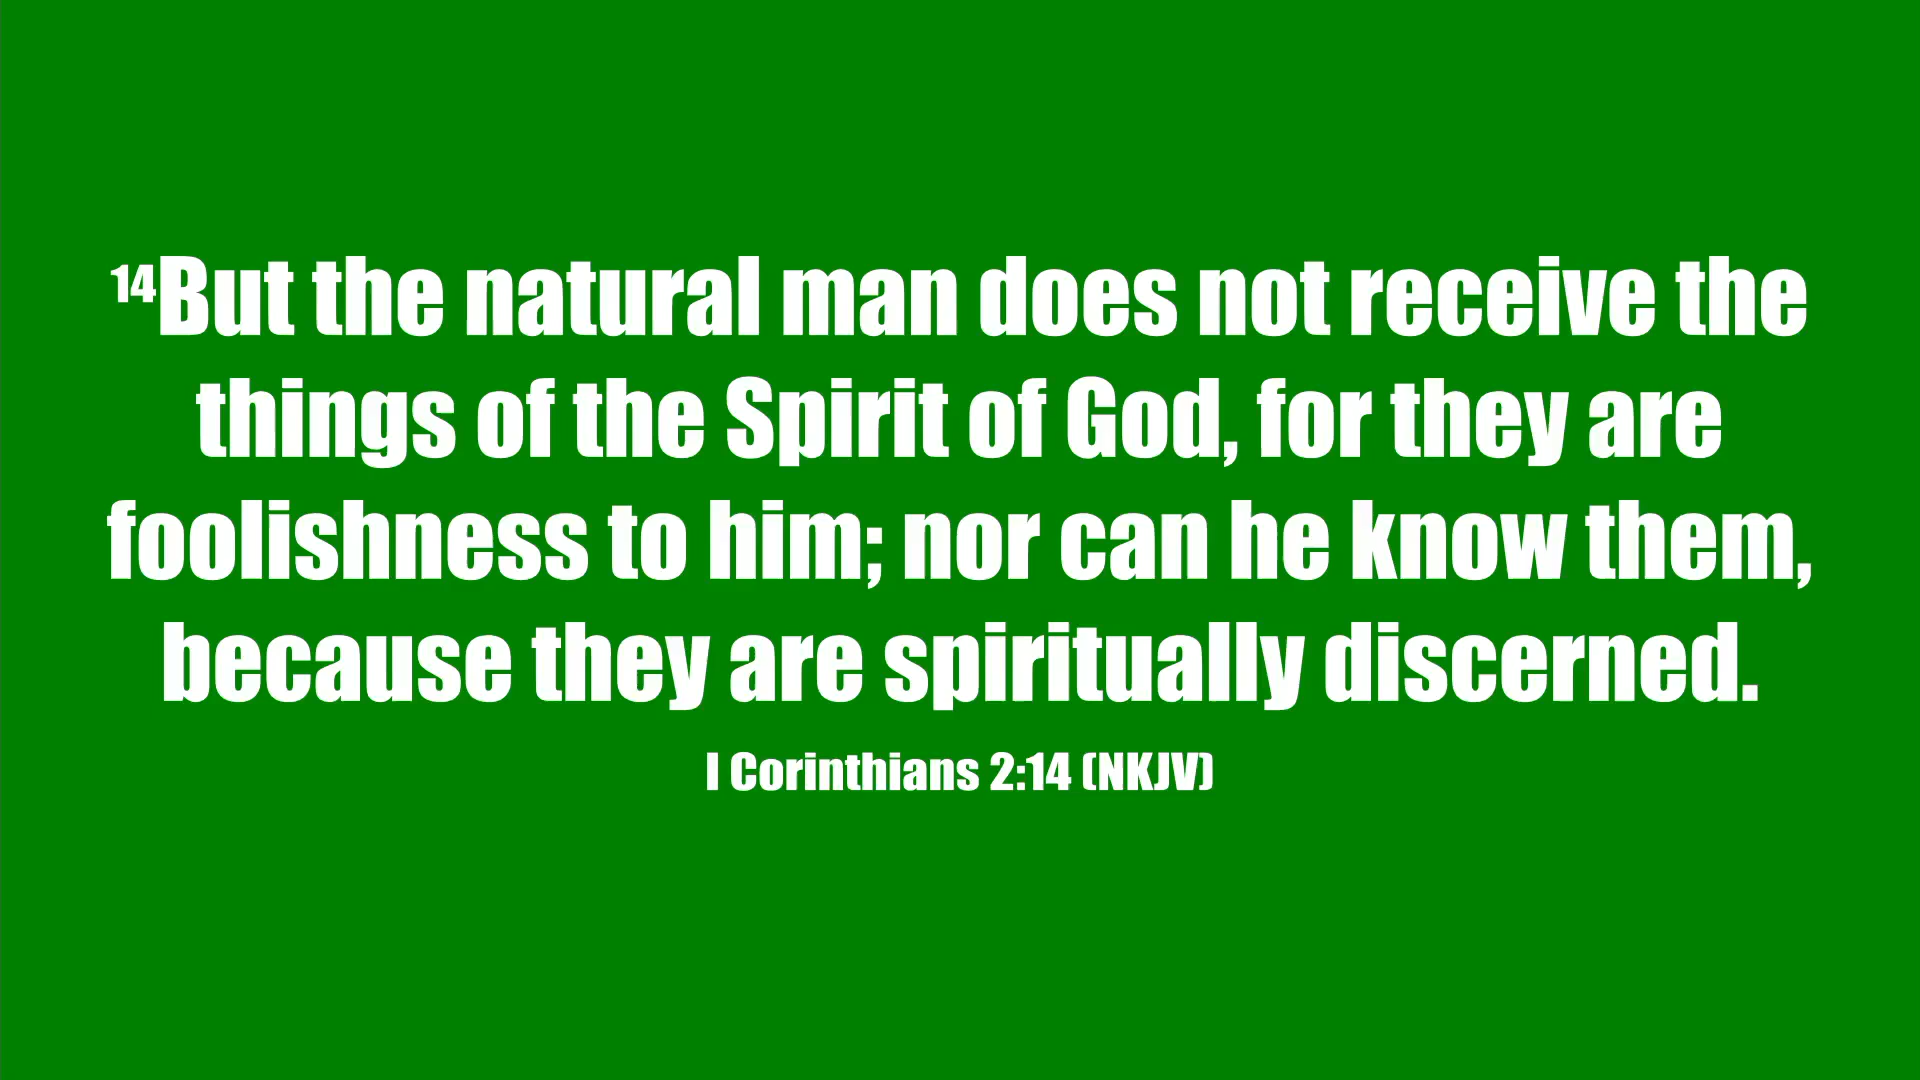 ¹⁴But the natural man does not receive the
things of the Spirit of God, for they are
foolishness to him; nor can he know them,
because they are spiritually discerned.
I Corinthians 2:14 (NKJV)